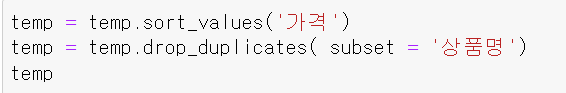 temp = temp.sort_values('가격')
temp = temp.drop_duplicates( subset = '상품명')
temp